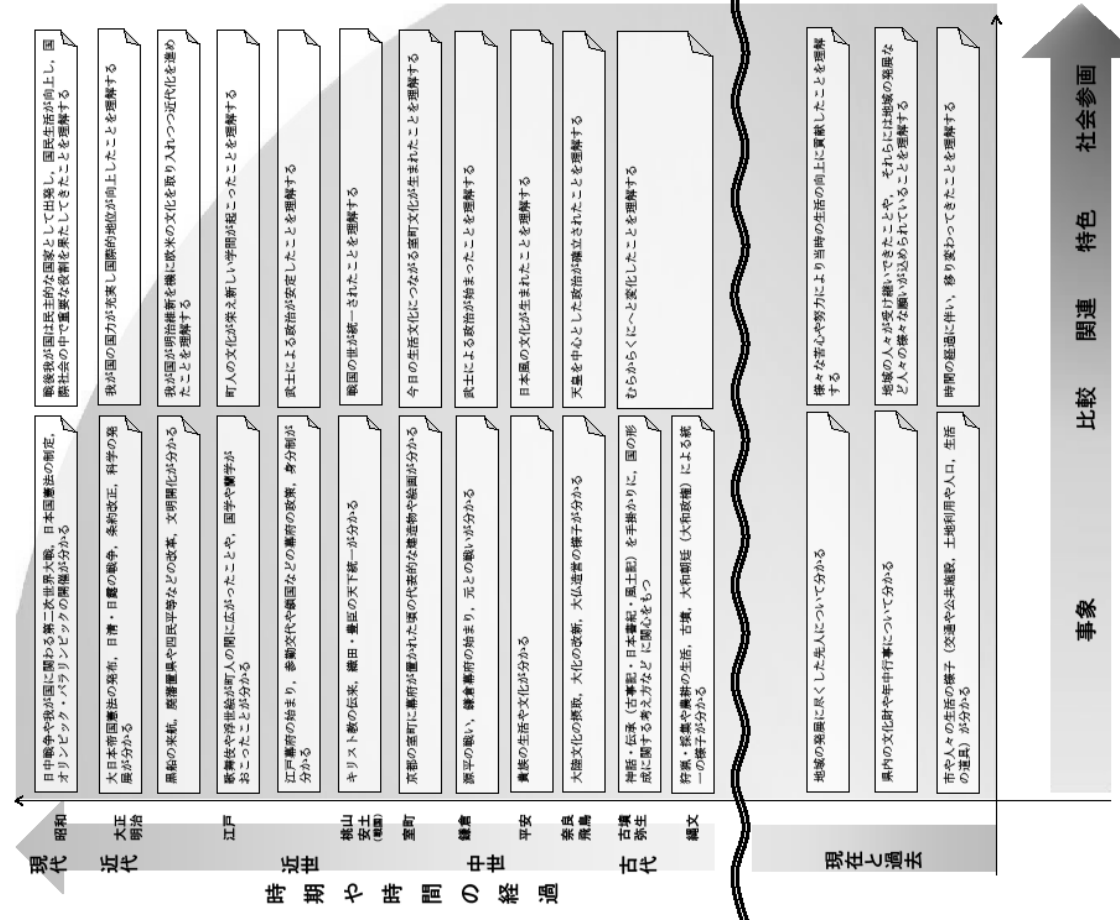 現代
昭和
日中戦争や我が国に関わる第二次世界大戦，日本国憲法の制定，
オリンピック・パラリンピックの開催が分かる
戦後我が国は民主的な国家として出発し，国民生活が向上し，国
際社会の中で重要な役割を果たしてきたことを理解する
近代
大正
明治
大日本帝国憲法の発布，日清・日露の戦争，条約改正，科学の発
展が分かる
我が国の国力が充実し国際的地位が向上したことを理解する
黒船の来航，廃藩置県や四民平等などの改革，文明開化が分かる
我が国が明治維新を機に欧米の文化を取り入れつつ近代化を進め
たことを理解する
近世
江戸
歌舞伎や浮世絵が町人の間に広がったことや，国学や蘭学が
おこったことが分かる
町人の文化が栄え新しい学問が起こったことを理解する
江戸幕府の始まり，参勤交代や鎖国などの幕府の政策，身分制が
分かる
武士による政治が安定したことを理解する
桃山
安土
（戦国）
キリスト教の伝来，織田・豊臣の天下統一が分かる
戦国の世が統一されたことを理解する
中世
室町
京都の室町に幕府が置かれた頃の代表的な建造物や絵画が分かる
今日の生活文化につながる室町文化が生まれたことを理解する
鎌倉
源平の戦い，鎌倉幕府の始まり，元との戦いが分かる
武士による政治が始まったことを理解する
古代
平安
貴族の生活や文化が分かる
日本風の文化が生まれたことを理解する
奈良
飛鳥
大陸文化の摂取，大化の改新，大仏造営の様子が分かる
天皇を中心とした政治が確立されたことを理解する
古墳
弥生
神話・伝承（古事記・日本書紀・風土記）を手掛かりに，国の形
成に関する考え方など に関心をもつ
むらからくにへと変化したことを理解する
縄文
狩猟・採集や農耕の生活，古墳，大和朝廷（大和政権）による統
一の様子が分かる
時期や時間の経過
現在と過去
地域の発展に尽くした先人について分かる
様々な苦心や努力により当時の生活の向上に貢献したことを理解
する
県内の文化財や年中行事について分かる
地域の人々が受け継いできたことや，それらには地域の発展な
ど人々の様々な願いが込められていることを理解する
市や人々の生活の様子（交通や公共施設，土地利用や人口，生活
の道具）が分かる
時間の経過に伴い，移り変わってきたことを理解する
事象 比較 関連 特色 社会参画